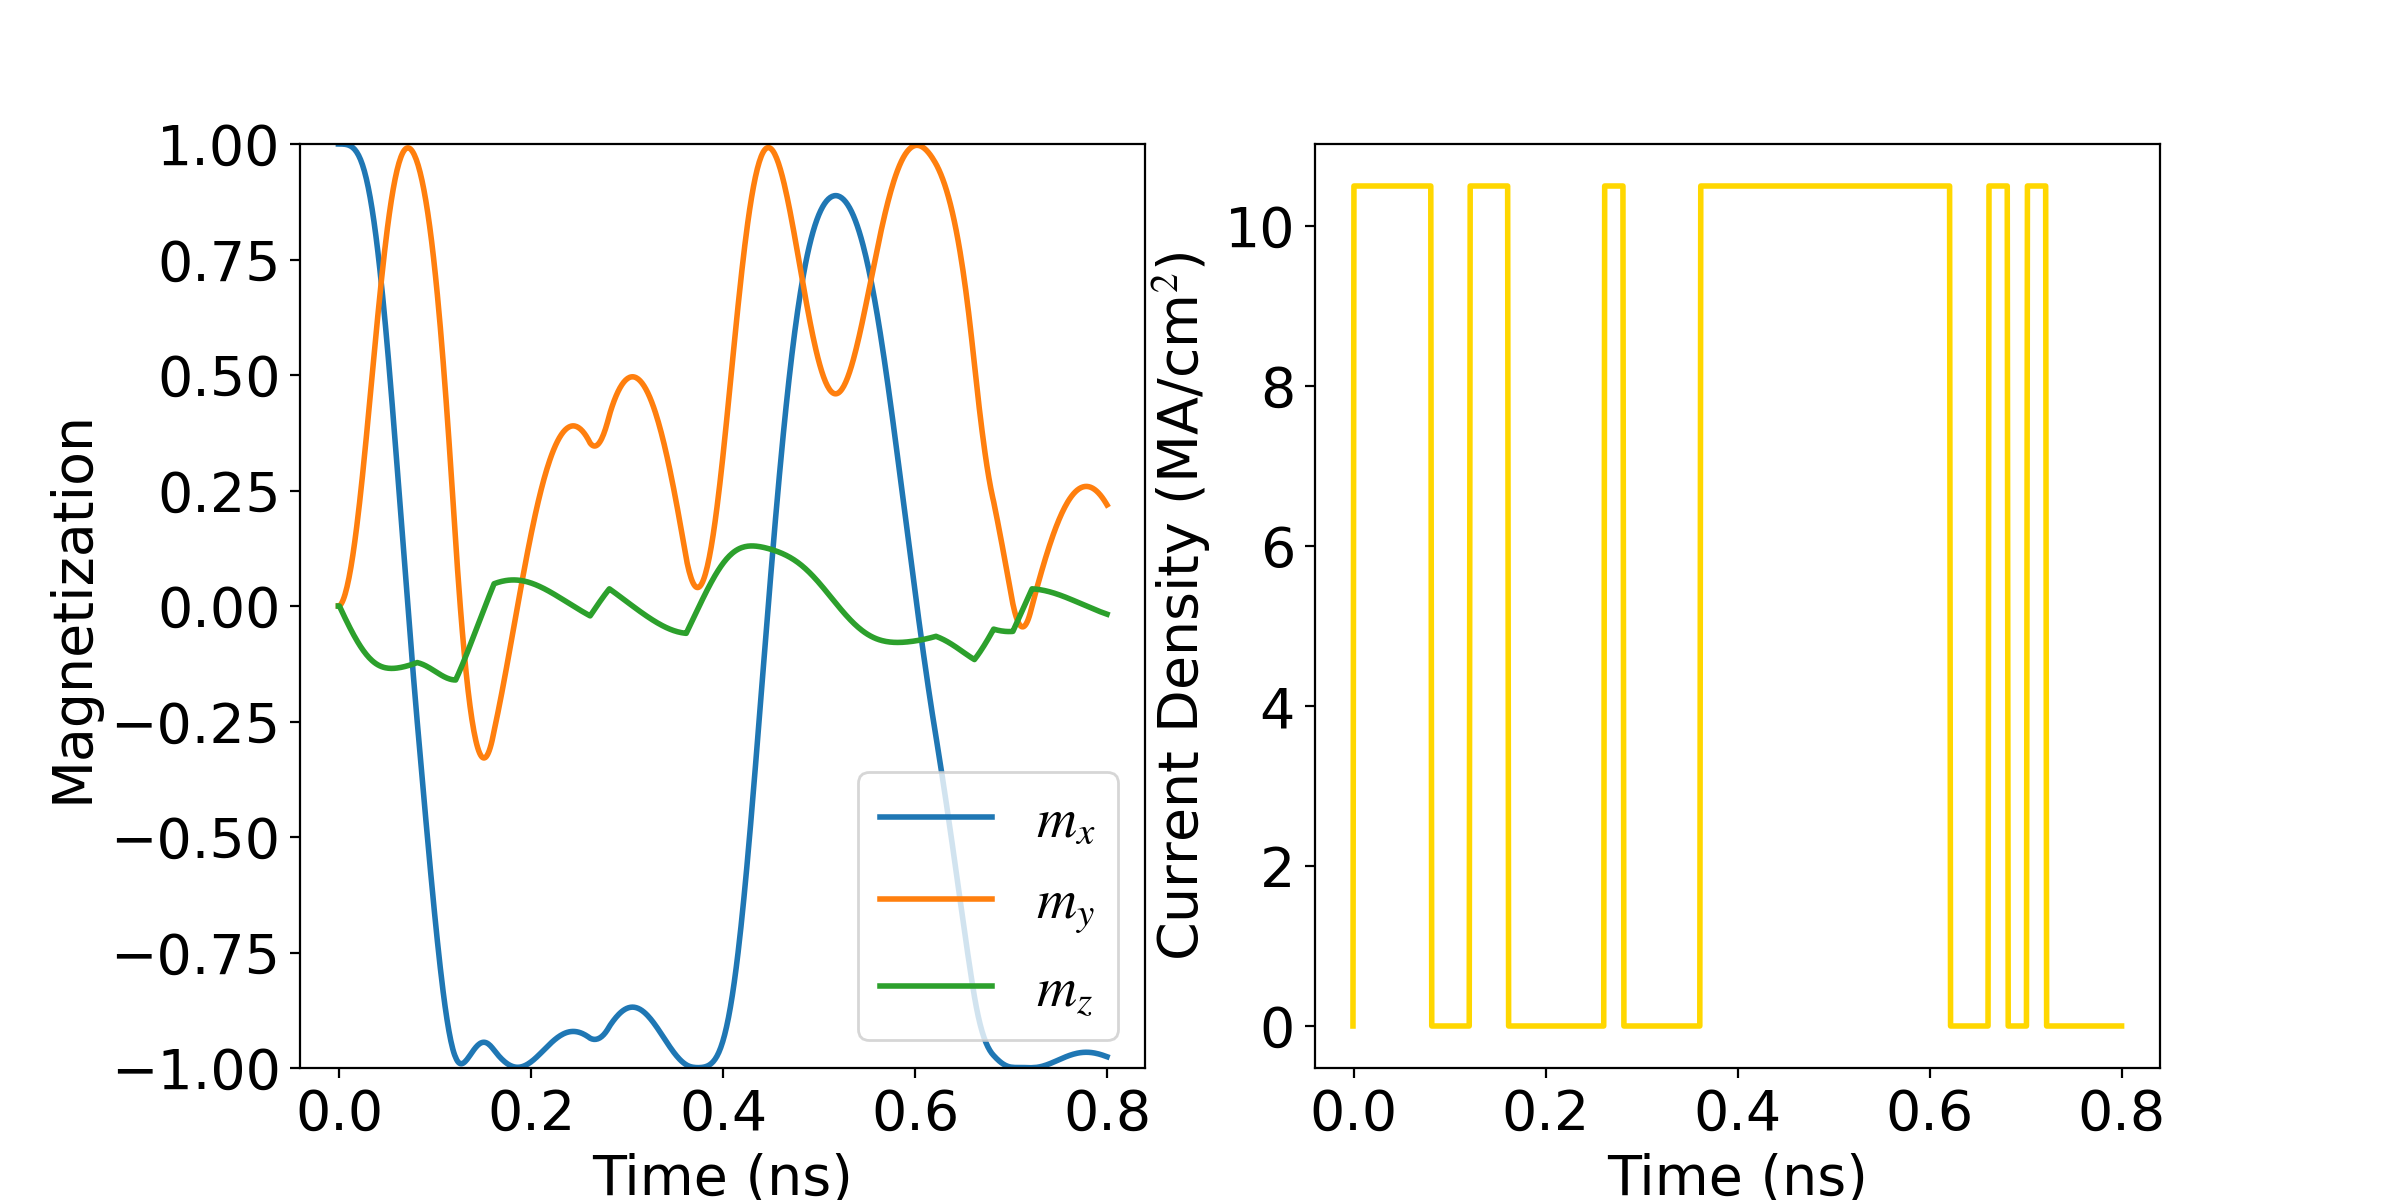 1.00
0.75
0.50
0.25
0.00
−0.25
−0.50
−0.75
−1.00
Magnetization
0.0 0.2 0.4 0.6 0.8
Time (ns)
m_x
m_y
m_z
10
8
6
4
2
0
Current Density (MA/cm²)
0.0 0.2 0.4 0.6 0.8
Time (ns)